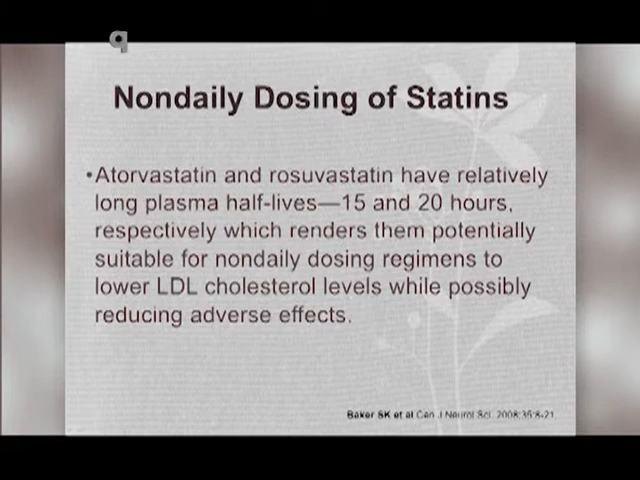 q
Nondaily Dosing of Statins
•Atorvastatin and rosuvastatin have relatively
long plasma half-lives—15 and 20 hours,
respectively which renders them potentially
suitable for nondaily dosing regimens to
lower LDL cholesterol levels while possibly
reducing adverse effects.
Baker SK et al Can J Neurol Sci. 2008;35:8-21.